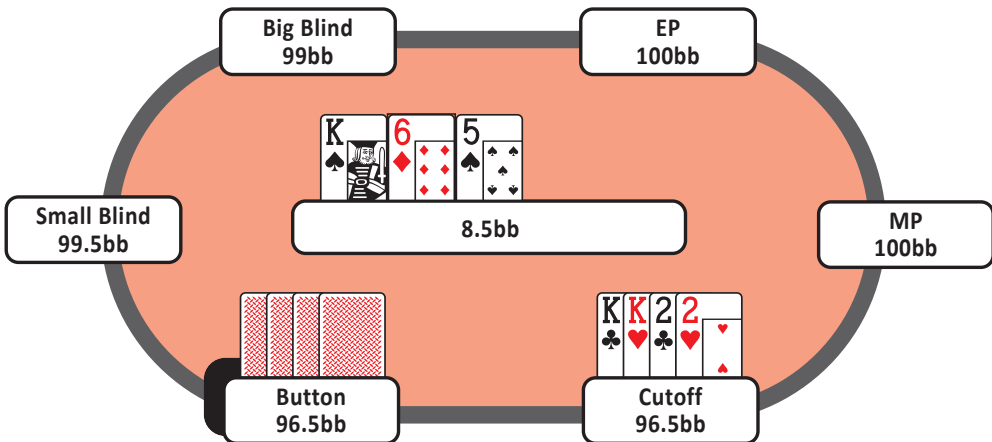 Big Blind
99bb
EP
100bb
K 6 5
Small Blind
99.5bb
8.5bb
MP
100bb
K K 2 2
Button
96.5bb
Cutoff
96.5bb